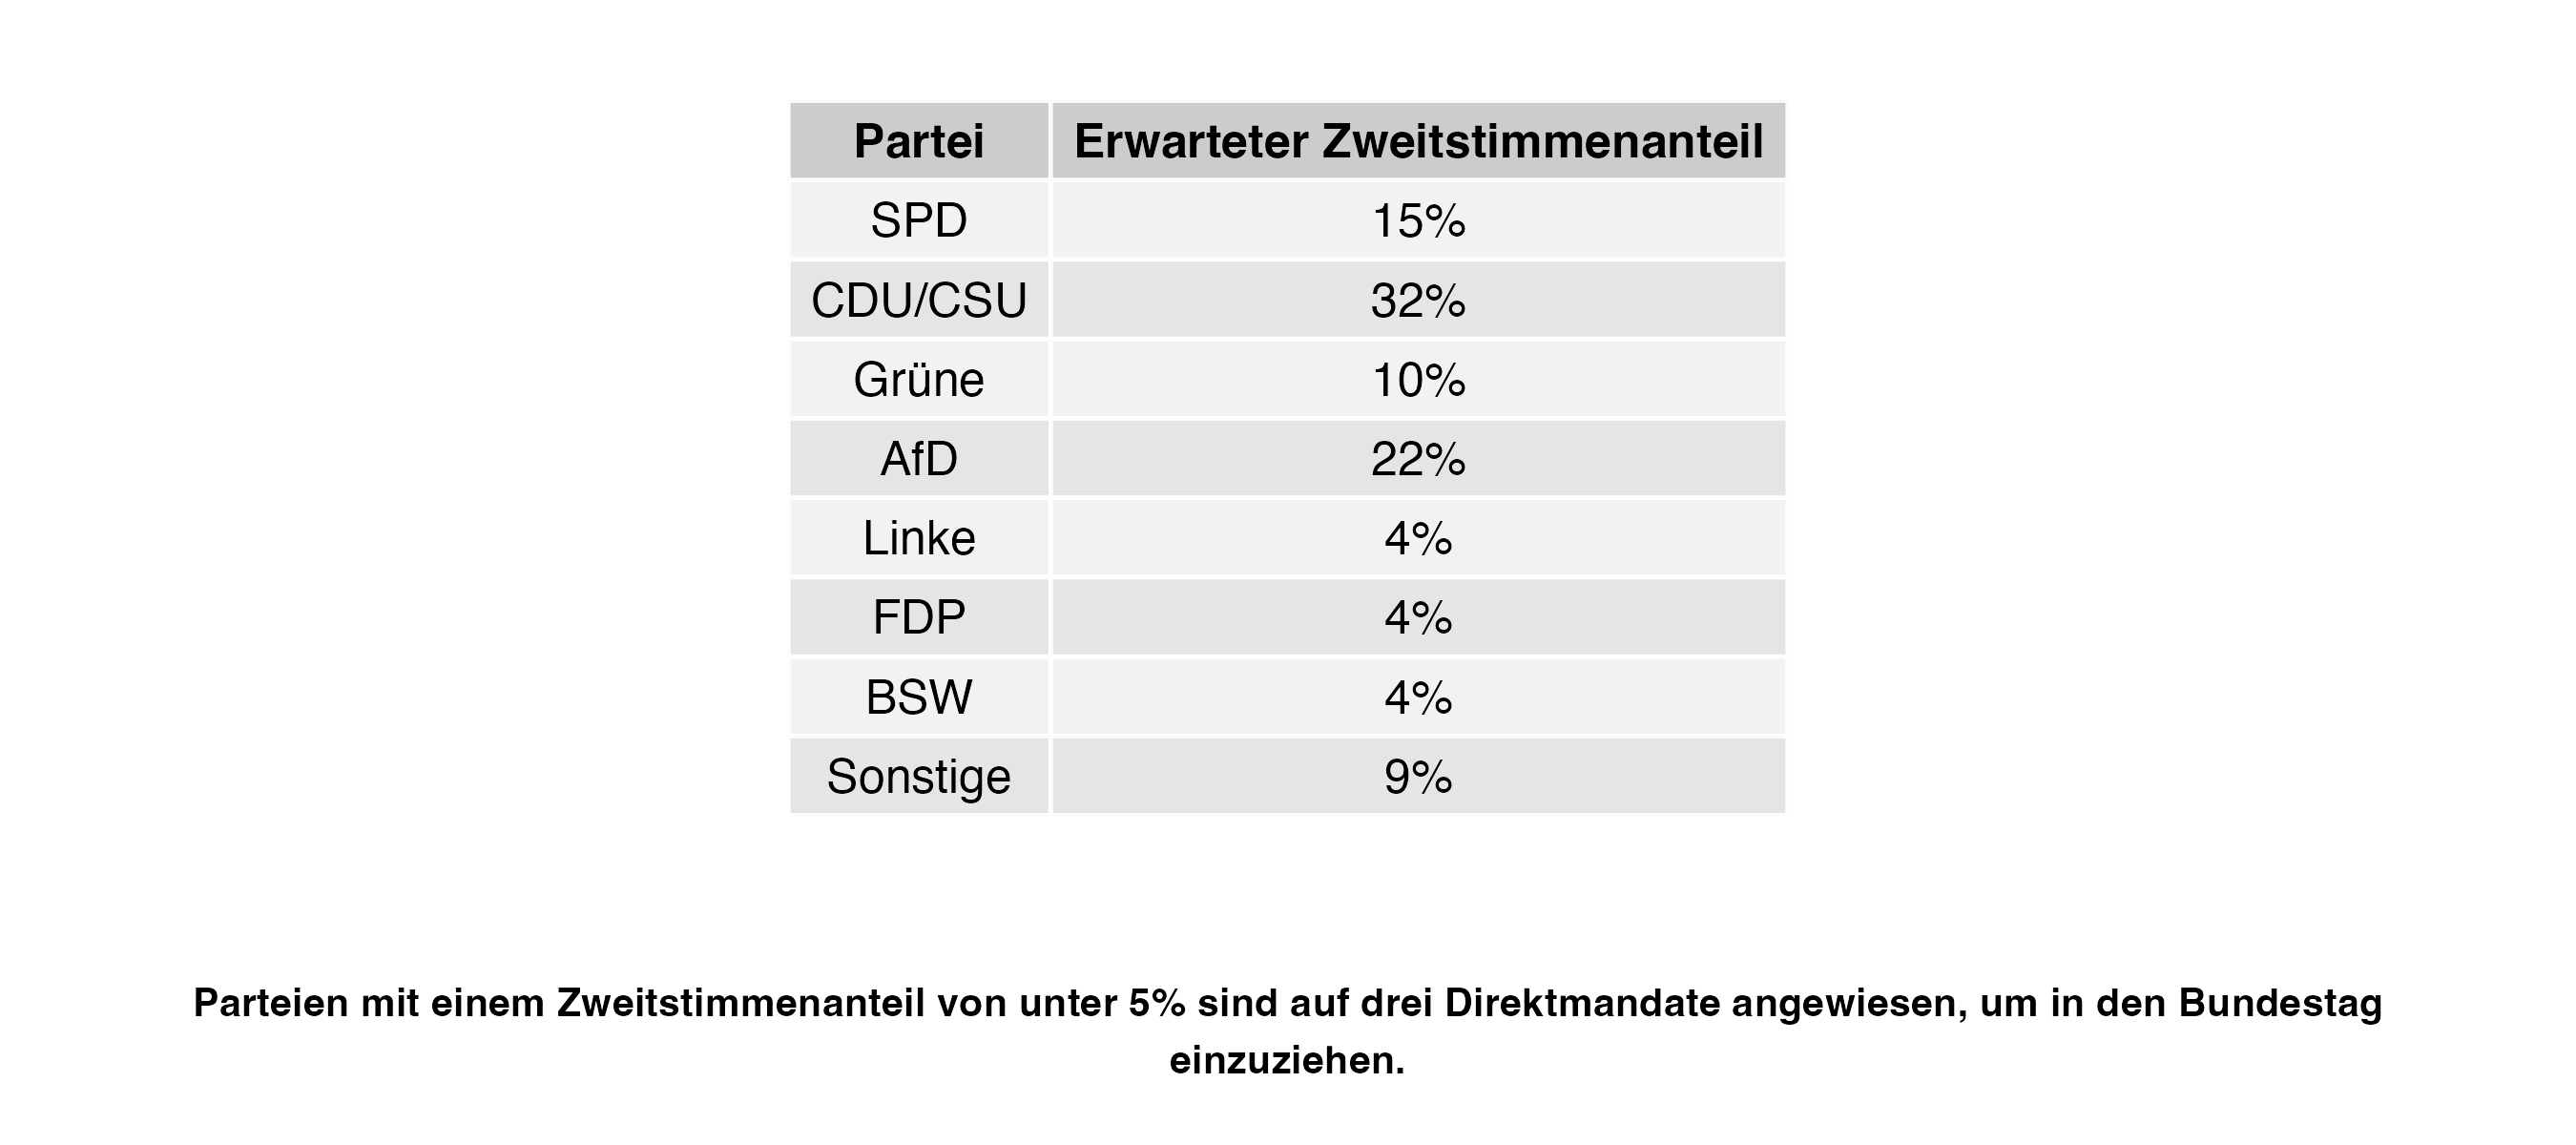 Partei Erwarteter Zweitstimmenanteil
SPD 15%
CDU/CSU 32%
Grüne 10%
AfD 22%
Linke 4%
FDP 4%
BSW 4%
Sonstige 9%
Parteien mit einem Zweitstimmenanteil von unter 5% sind auf drei Direktmandate angewiesen, um in den Bundestag
einzuziehen.